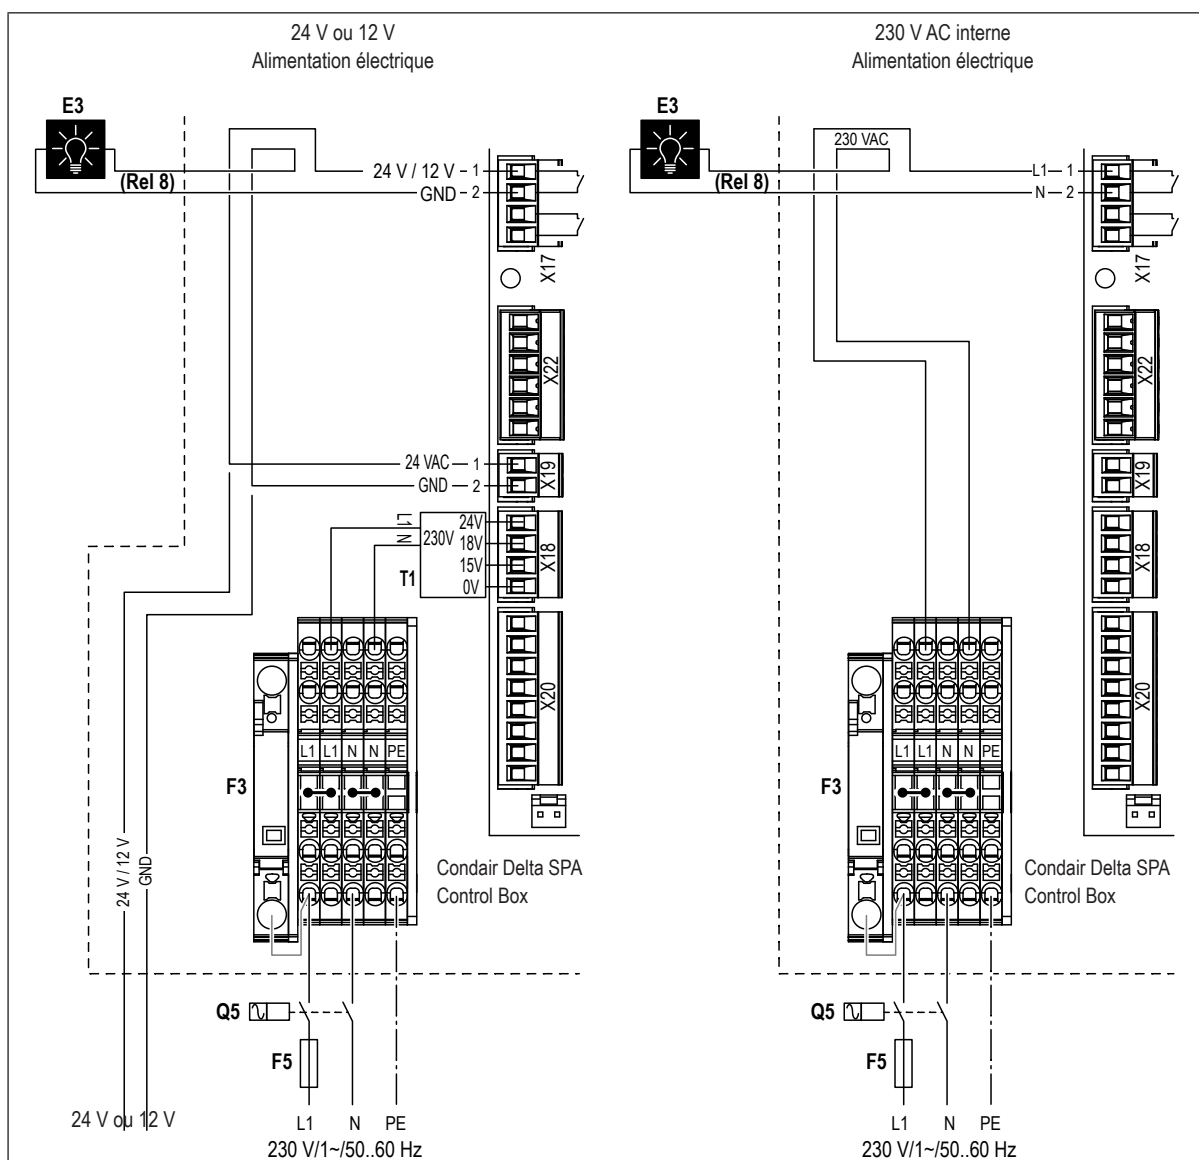 24 V ou 12 V
Alimentation électrique
E3
(Rel 8)
24 V / 12 V 1
GND 2
X17
X22
24 VAC 1
GND 2
X19
L1
N
230V
24V
18V
15V
0V
T1
X18
X20
L1 L1 N N PE
F3
24 V / 12 V
GND
Condair Delta SPA
Control Box
Q5
F5
24 V ou 12 V
L1 N PE
230 V/1~/50..60 Hz
230 V AC interne
Alimentation électrique
E3
230 VAC
(Rel 8)
L1 1
N 2
X17
X22
X19
X18
X20
L1 L1 N N PE
F3
Condair Delta SPA
Control Box
Q5
F5
L1 N PE
230 V/1~/50..60 Hz